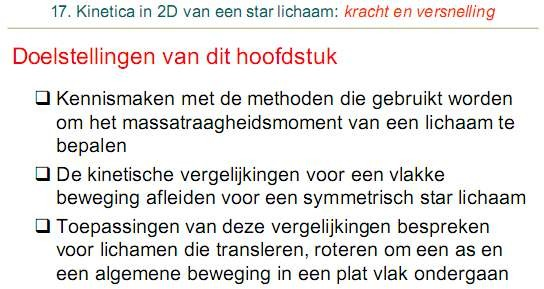 17. Kinetica in 2D van een star lichaam: kracht en versnelling
Doelstellingen van dit hoofdstuk
❑ Kennismaken met de methoden die gebruikt worden
om het massatraagheidsmoment van een lichaam te
bepalen
❑ De kinetische vergelijkingen voor een vlakke
beweging afleiden voor een symmetrisch star lichaam
❑ Toepassingen van deze vergelijkingen bespreken
voor lichamen die transleren, roteren om een as en
een algemene beweging in een plat vlak ondergaan